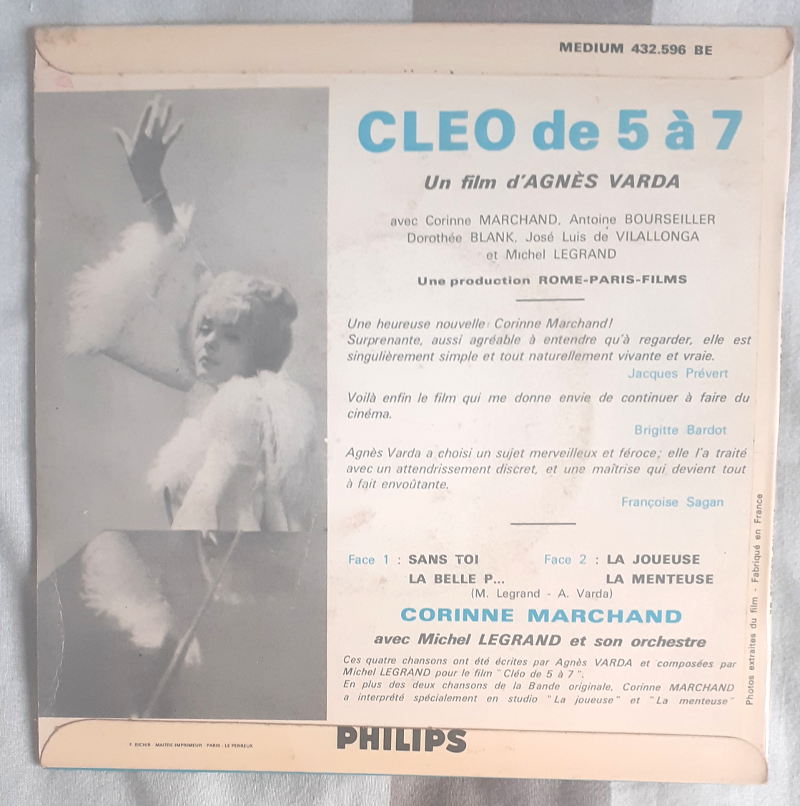 MEDIUM 432.596 BE
CLEO de 5 à 7
Un film d'AGNÈS VARDA
avec Corinne MARCHAND, Antoine BOURSEILLER
Dorothée BLANK, José Luis de VILALLONGA
et Michel LEGRAND
Une production ROME-PARIS-FILMS
Une heureuse nouvelle: Corinne Marchand!
Surprenante, aussi agréable à entendre qu'à regarder, elle est
singulièrement simple et tout naturellement vivante et vraie.
Jacques Prévert
Voilà enfin le film qui me donne envie de continuer à faire du
cinéma.
Brigitte Bardot
Agnès Varda a choisi un sujet merveilleux et féroce; elle l'a traité
avec un attendrissement discret, et une maîtrise qui devient tout
à fait envoûtante.
Françoise Sagan
Face 1 : SANS TOI Face 2 : LA JOUEUSE
LA BELLE P... LA MENTEUSE
(M. Legrand - A. Varda)
CORINNE MARCHAND
avec Michel LEGRAND et son orchestre
Ces quatre chansons ont été écrites par Agnès VARDA et composées par
Michel LEGRAND pour le film "Cléo de 5 à 7".
En plus des deux chansons de la Bande originale, Corinne MARCHAND
a interprété spécialement en studio "La joueuse" et "La menteuse"
Photos extraites du film - Fabriqué en France
F. RICHIR - MAITRE IMPRIMEUR - PARIS - LE PERREUX
PHILIPS